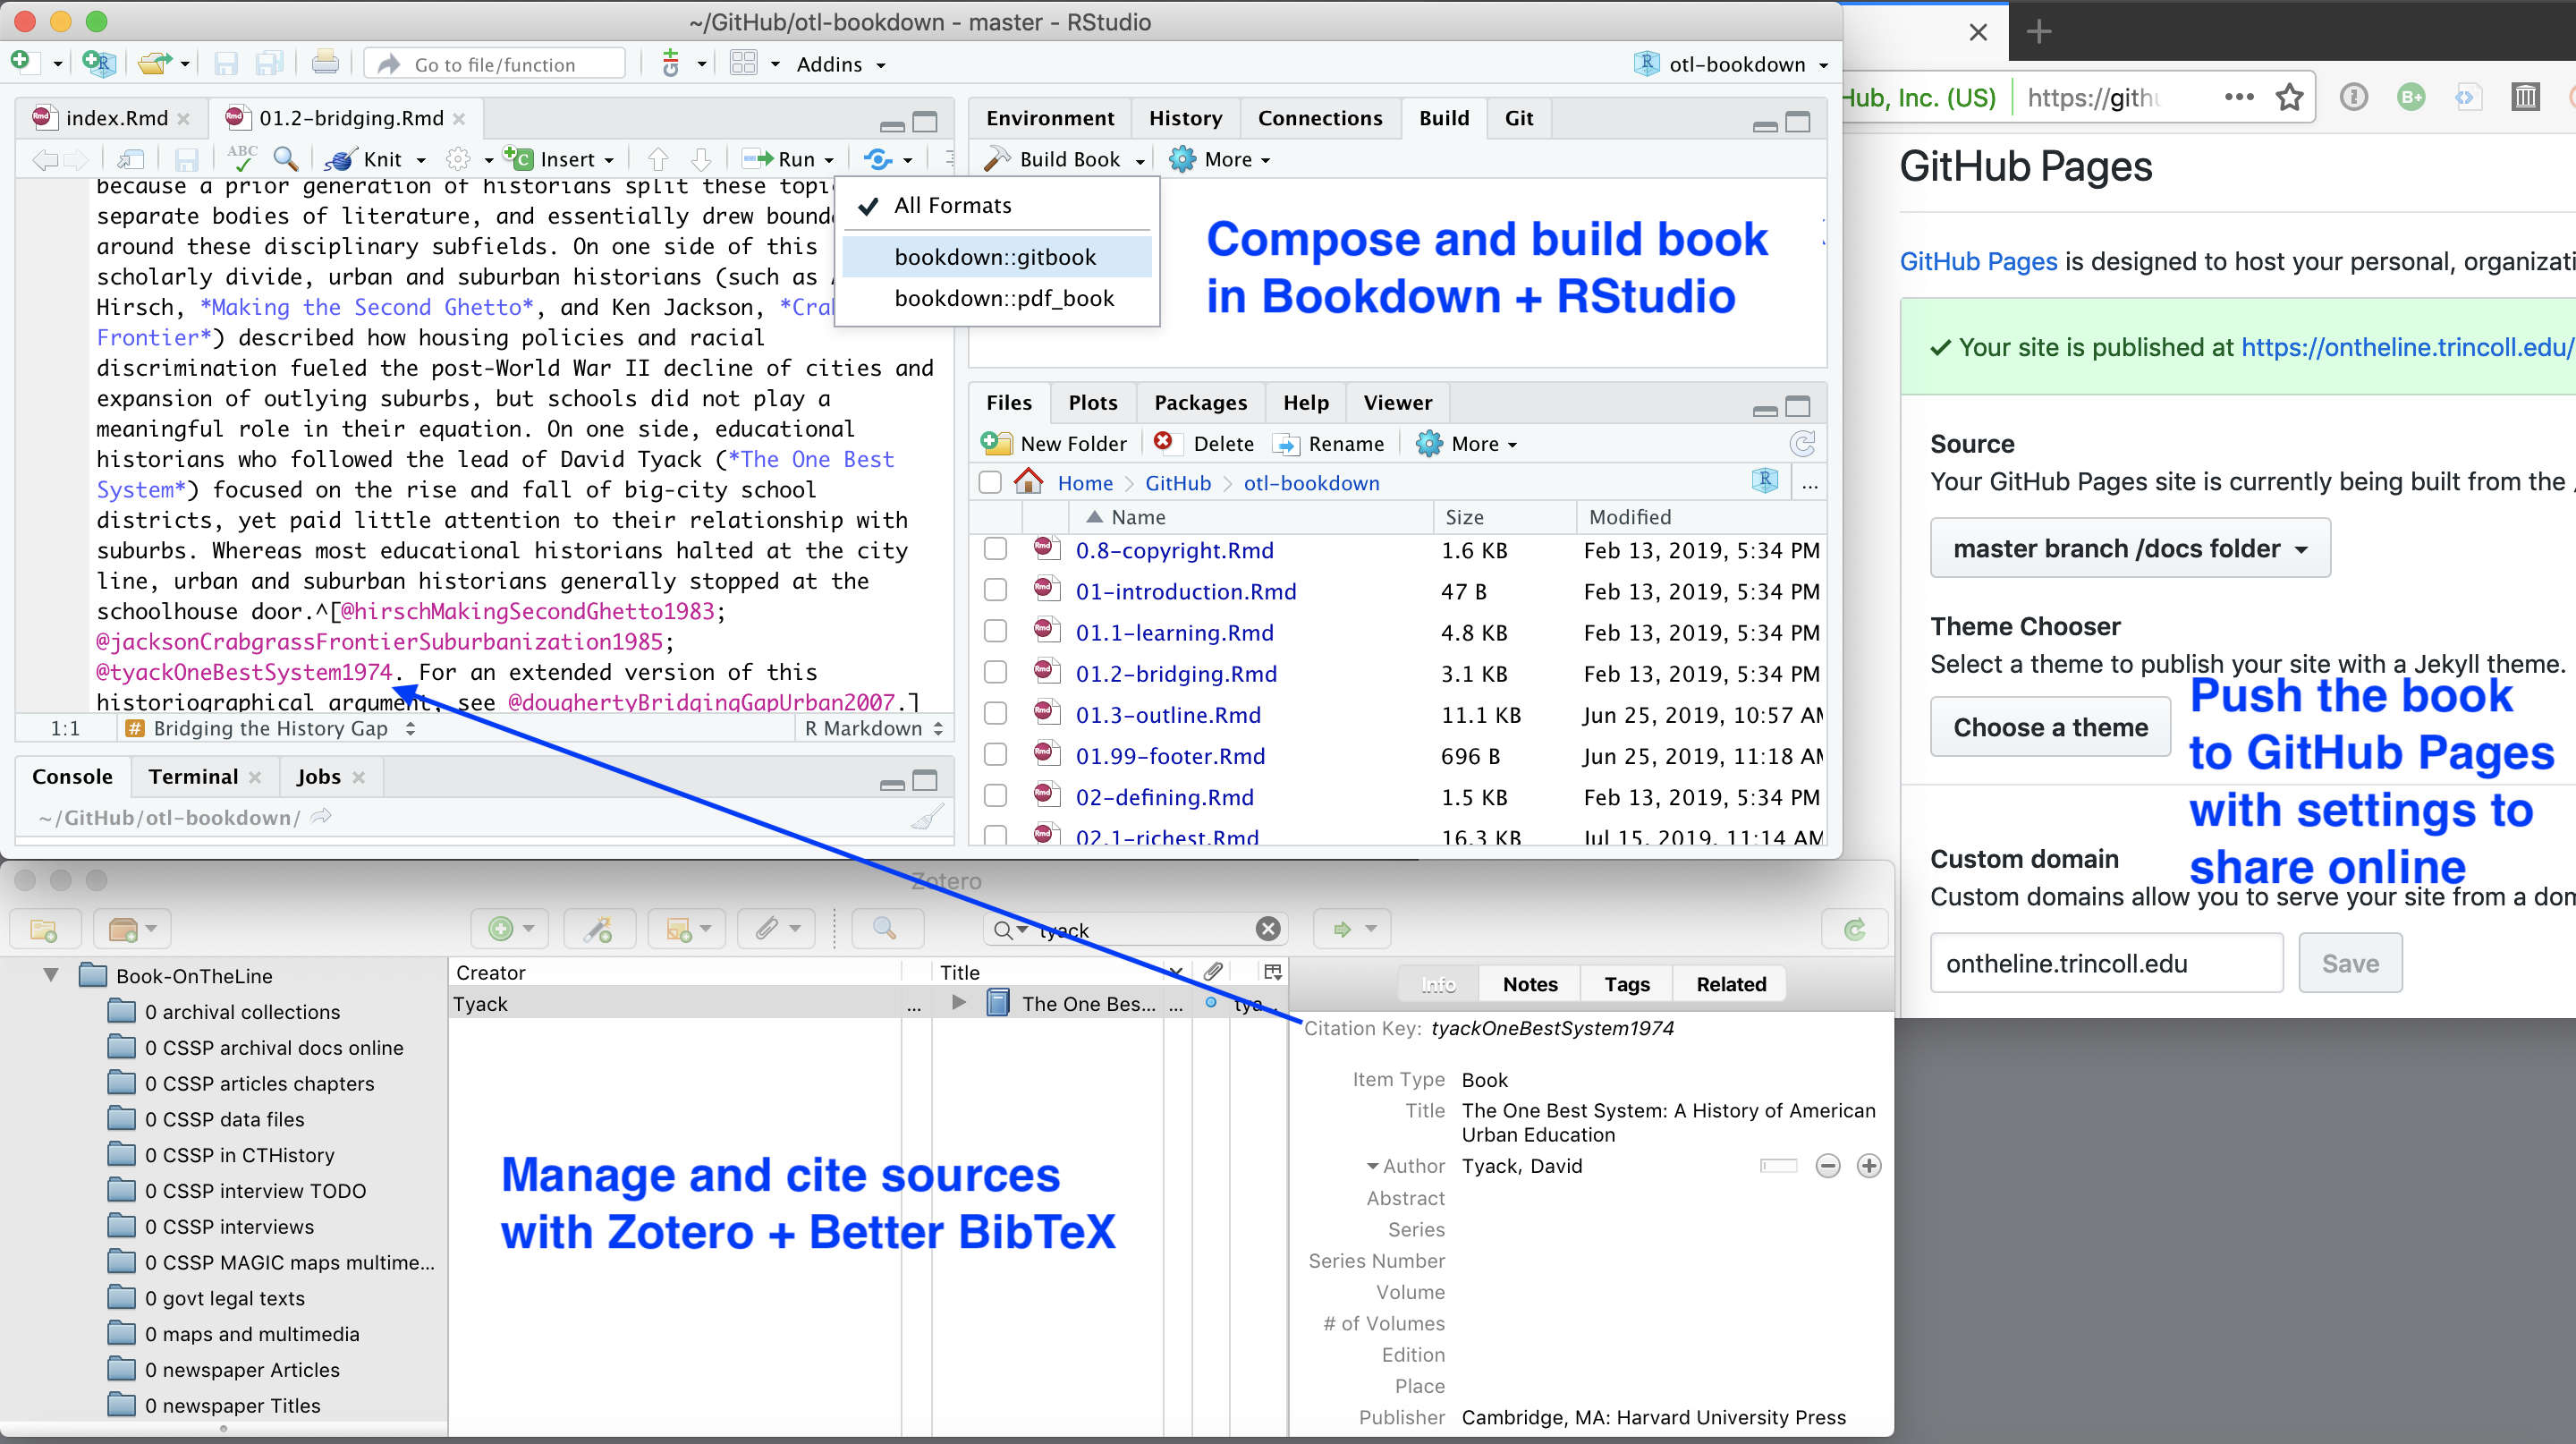 ~/GitHub/otl-bookdown - master - RStudio
Go to file/function
Addins
otl-bookdown
index.Rmd
01.2-bridging.Rmd
ABC
Knit
Insert
Run
because a prior generation of historians split these topic
separate bodies of literature, and essentially drew bound
around these disciplinary subfields. On one side of this
scholarly divide, urban and suburban historians (such as
Hirsch, *Making the Second Ghetto*, and Ken Jackson, *Crab
Frontier*) described how housing policies and racial
discrimination fueled the post-World War II decline of cities and
expansion of outlying suburbs, but schools did not play a
meaningful role in their equation. On one side, educational
historians who followed the lead of David Tyack (*The One Best
System*) focused on the rise and fall of big-city school
districts, yet paid little attention to their relationship with
suburbs. Whereas most educational historians halted at the city
line, urban and suburban historians generally stopped at the
schoolhouse door.^[@hirschMakingSecondGhetto1983;
@jacksonCrabgrassFrontierSuburbanization1985;
@tyackOneBestSystem1974. For an extended version of this
historiographical argument, see @doughertyBridgingGapUrban2007.]
1:1
# Bridging the History Gap
R Markdown
Console
Terminal
Jobs
~/GitHub/otl-bookdown/
Environment
History
Connections
Build
Git
Build Book
More
All Formats
bookdown::gitbook
bookdown::pdf_book
Compose and build book
in Bookdown + RStudio
Files
Plots
Packages
Help
Viewer
New Folder
Delete
Rename
More
Home
GitHub
otl-bookdown
...
Name
Size
Modified
0.8-copyright.Rmd 1.6 KB Feb 13, 2019, 5:34 PM
01-introduction.Rmd 47 B Feb 13, 2019, 5:34 PM
01.1-learning.Rmd 4.8 KB Feb 13, 2019, 5:34 PM
01.2-bridging.Rmd 3.1 KB Feb 13, 2019, 5:34 PM
01.3-outline.Rmd 11.1 KB Jun 25, 2019, 10:57 AM
01.99-footer.Rmd 696 B Jun 25, 2019, 11:18 AM
02-defining.Rmd 1.5 KB Feb 13, 2019, 5:34 PM
02.1-richest.Rmd 16.3 KB Jul 15, 2019, 11:14 AM
Hub, Inc. (US)
https://githu
B+
GitHub Pages
GitHub Pages is designed to host your personal, organizati
Your site is published at https://ontheline.trincoll.edu/
Source
Your GitHub Pages site is currently being built from the
master branch /docs folder
Theme Chooser
Select a theme to publish your site with a Jekyll theme.
Choose a theme
Push the book
to GitHub Pages
with settings to
share online
Custom domain
Custom domains allow you to serve your site from a dom
ontheline.trincoll.edu
Save
Zotero
tyack
Book-OnTheLine
0 archival collections
0 CSSP archival docs online
0 CSSP articles chapters
0 CSSP data files
0 CSSP in CTHistory
0 CSSP interview TODO
0 CSSP interviews
0 CSSP MAGIC maps multime...
0 govt legal texts
0 maps and multimedia
0 newspaper Articles
0 newspaper Titles
Creator
Title
Tyack ... The One Bes... ... tya...
Manage and cite sources
with Zotero + Better BibTeX
Info
Notes
Tags
Related
Citation Key: tyackOneBestSystem1974
Item Type Book
Title The One Best System: A History of American
Urban Education
Author Tyack, David
Abstract
Series
Series Number
Volume
# of Volumes
Edition
Place
Publisher Cambridge, MA: Harvard University Press